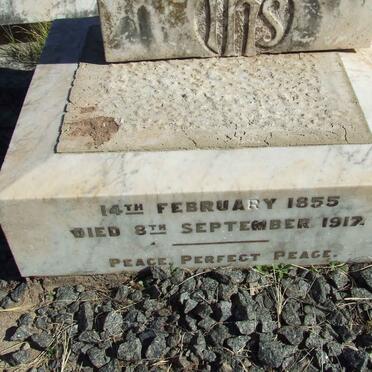 IHS
14TH FEBRUARY 1855
DIED 8TH SEPTEMBER 1917.
PEACE, PERFECT PEACE.